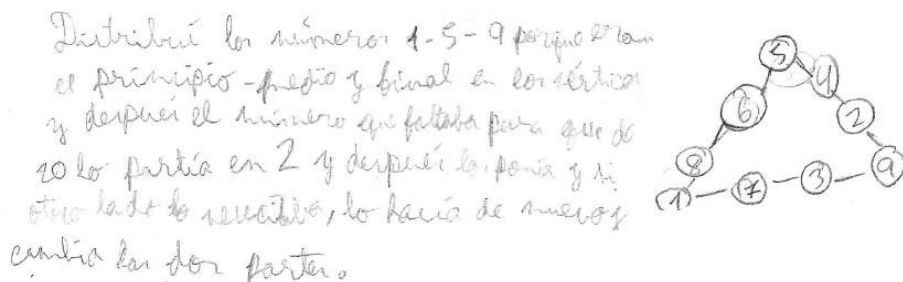 Distribuí los números 1-5-9 porque eran
el principio-medio y final en los vértices
y después el número que faltaba para que de
20 lo partía en 2 y después lo ponía y si
otro lado lo necesitaba, lo hacía de nuevo y
cambia las dos partes.
5
4
6
2
8
9
1
7
3